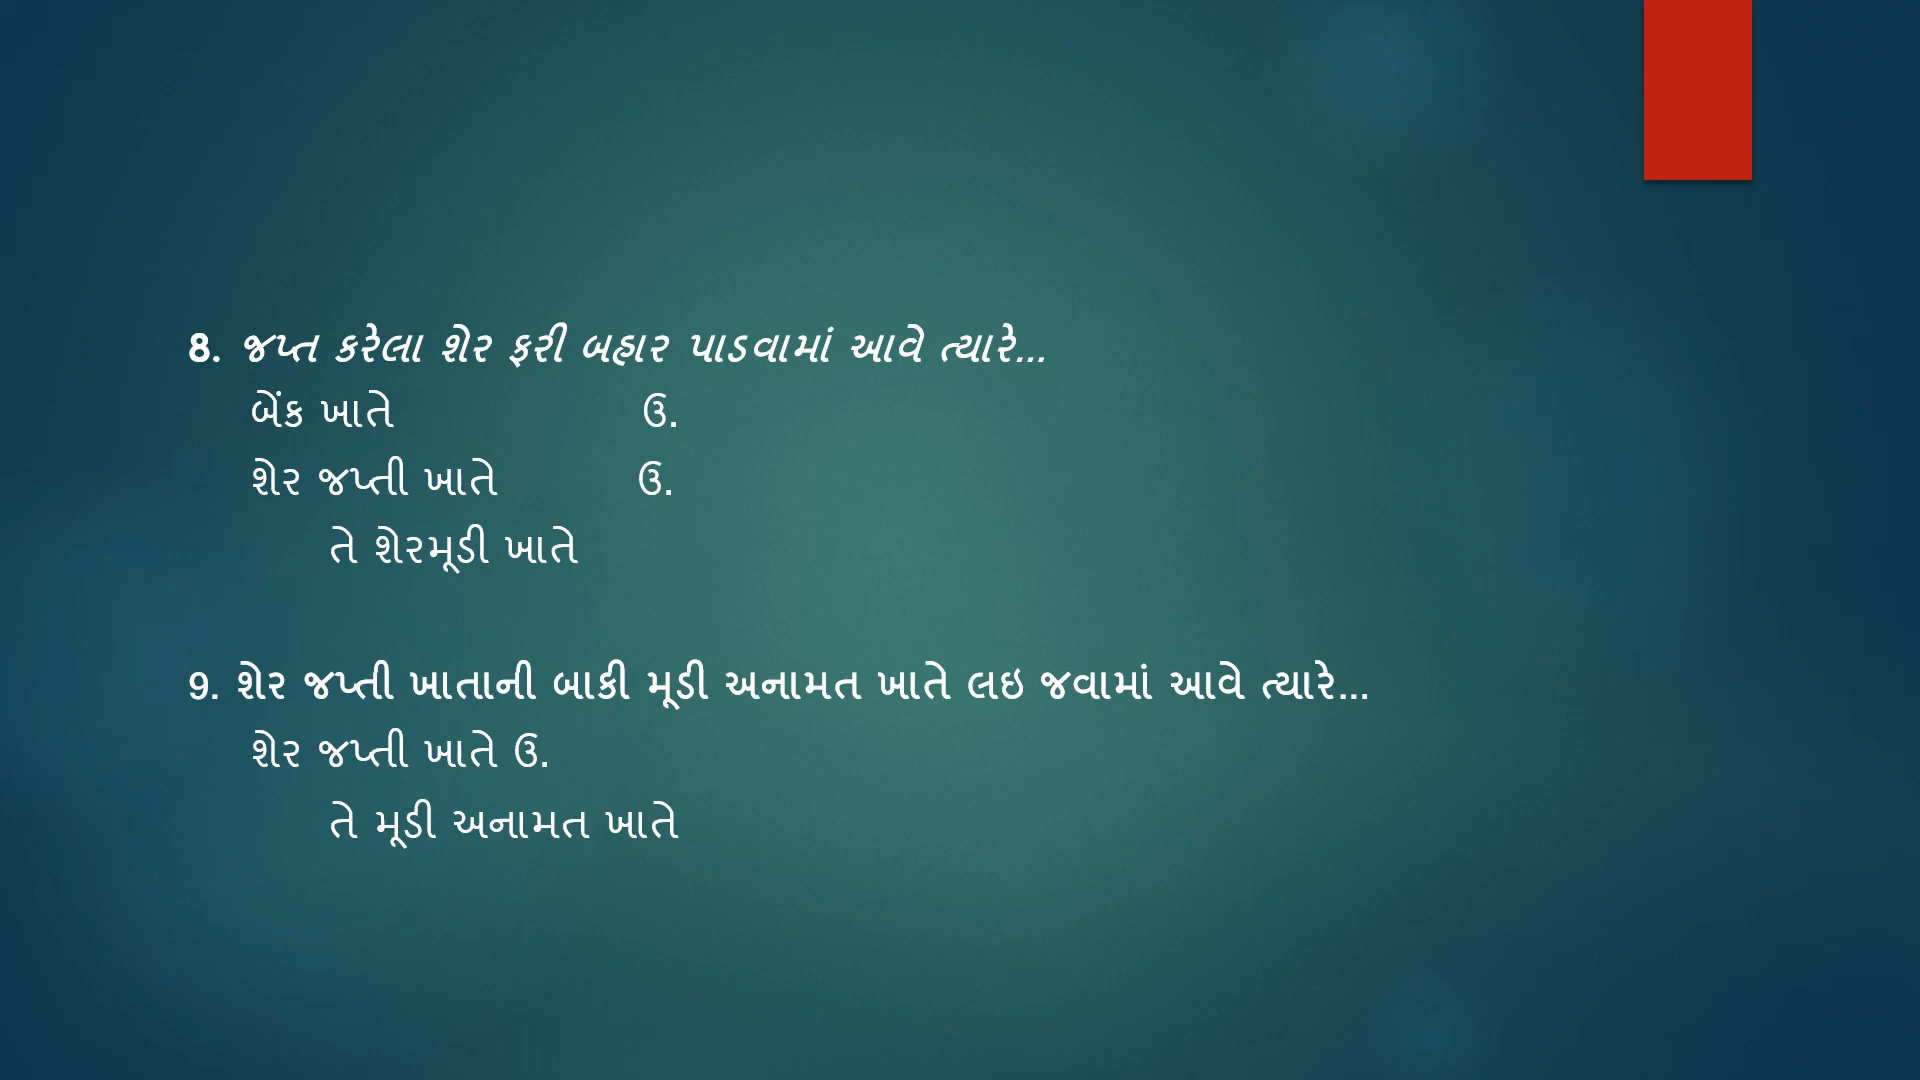 8. જપ્ત કરેલા શેર ફરી બહાર પાડવામાં આવે ત્યારે...
બેંક ખાતે ઉ.
શેર જપ્તી ખાતે ઉ.
તે શેરમૂડી ખાતે
9. શેર જપ્તી ખાતાની બાકી મૂડી અનામત ખાતે લઇ જવામાં આવે ત્યારે...
શેર જપ્તી ખાતે ઉ.
તે મૂડી અનામત ખાતે